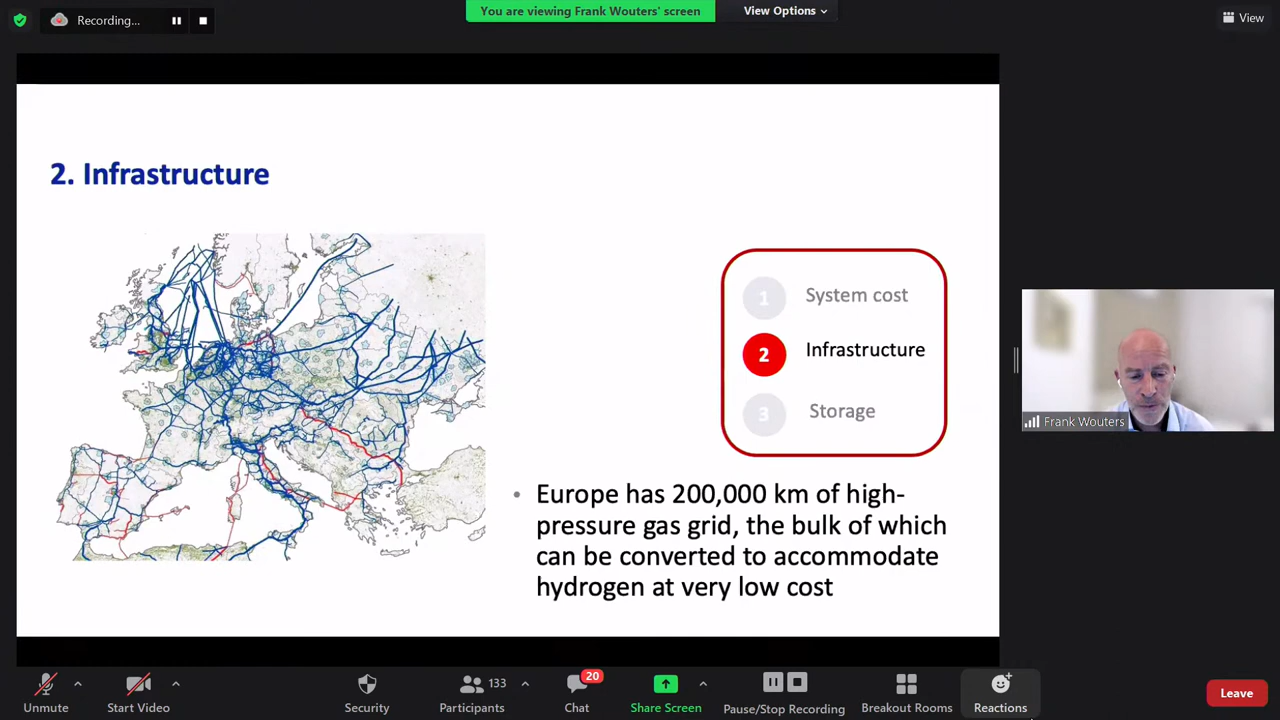 Recording...
You are viewing Frank Wouters' screen
View Options
View
2. Infrastructure
1 System cost
2 Infrastructure
3 Storage
• Europe has 200,000 km of high-
pressure gas grid, the bulk of which
can be converted to accommodate
hydrogen at very low cost
Frank Wouters
Unmute
Start Video
Security
133
Participants
20
Chat
Share Screen
Pause/Stop Recording
Breakout Rooms
Reactions
Leave